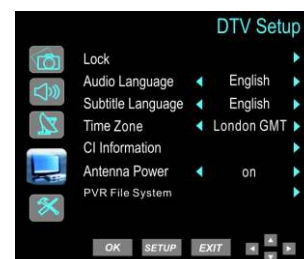 DTV Setup
Lock
Audio Language English
Subtitle Language English
Time Zone London GMT
CI Information
Antenna Power on
PVR File System
OK SETUP EXIT